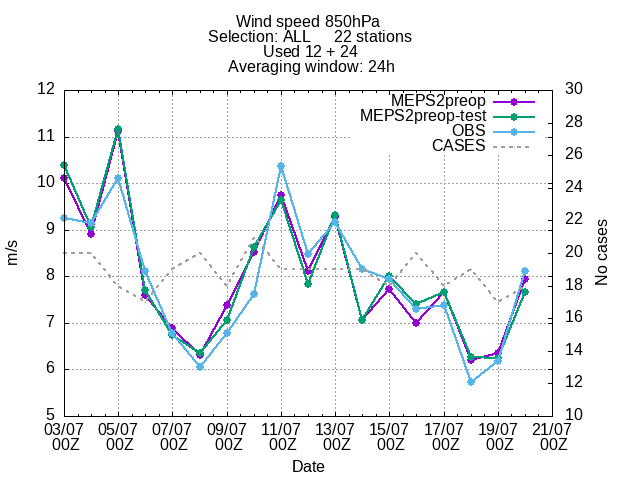 Wind speed 850hPa
Selection: ALL 22 stations
Used 12 + 24
Averaging window: 24h
MEPS2preop
MEPS2preop-test
OBS
CASES
12
11
10
9
8
7
6
5
m/s
30
28
26
24
22
20
18
16
14
12
10
No cases
03/07 05/07 07/07 09/07 11/07 13/07 15/07 17/07 19/07 21/07
00Z 00Z 00Z 00Z 00Z 00Z 00Z 00Z 00Z 00Z
Date